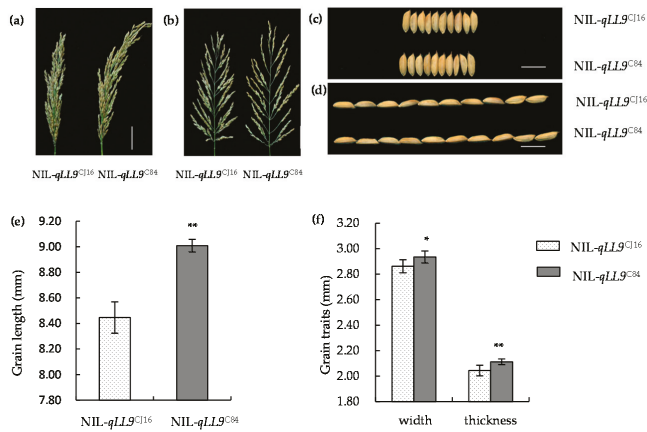 (a)
(b)
(c)
NIL-qLL9CJ16
NIL-qLL9C84
(d)
NIL-qLL9CJ16
NIL-qLL9C84
NIL-qLL9CJ16 NIL-qLL9C84
NIL-qLL9CJ16 NIL-qLL9C84
(e)
Grain length (mm)
9.20
9.00
8.80
8.60
8.40
8.20
8.00
7.80
**
NIL-qLL9CJ16 NIL-qLL9C84
(f)
Grain traits (mm)
3.20
3.00
2.80
2.60
2.40
2.20
2.00
1.80
*
**
width thickness
NIL-qLL9CJ16
NIL-qLL9C84